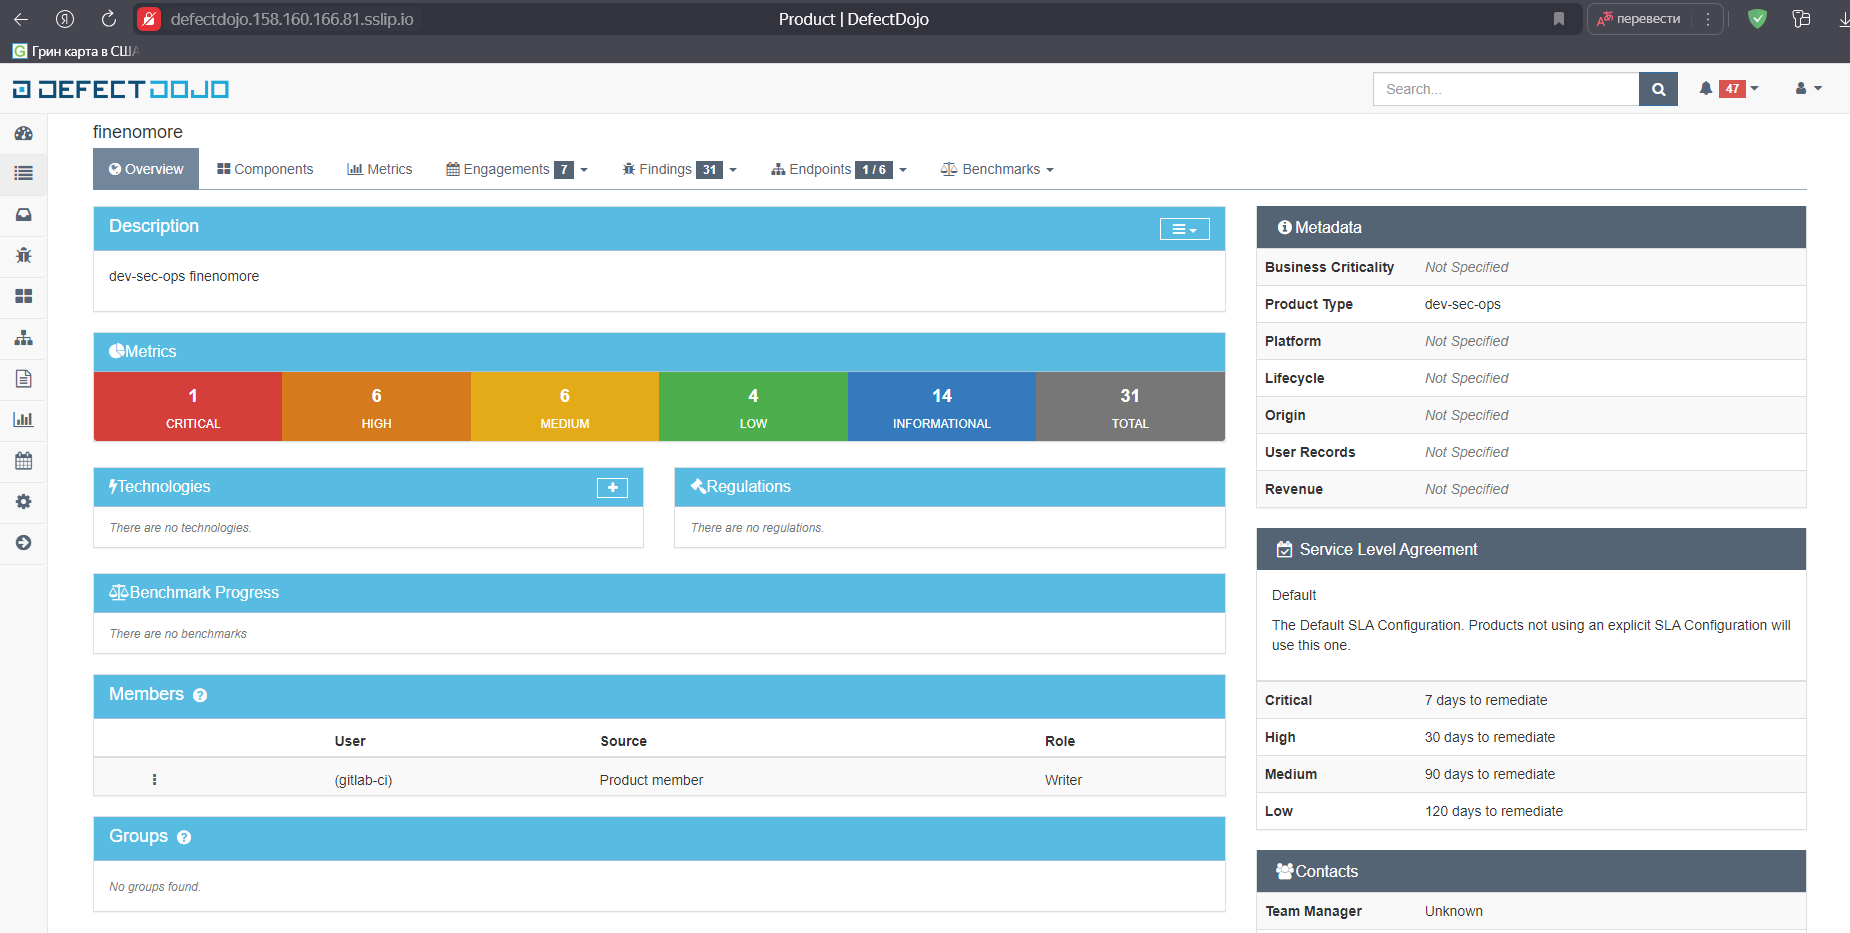 defectdojo.158.160.166.81.sslip.io
Product | DefectDojo
перевести
Грин карта в США
DEFECTDOJO
Search...
47
finenomore
Overview
Components
Metrics
Engagements 7
Findings 31
Endpoints 1 / 6
Benchmarks
Description
dev-sec-ops finenomore
Metrics
1 6 6 4 14 31
CRITICAL HIGH MEDIUM LOW INFORMATIONAL TOTAL
Technologies
There are no technologies.
Regulations
There are no regulations.
Benchmark Progress
There are no benchmarks
Members
User Source Role
(gitlab-ci) Product member Writer
Groups
No groups found.
Metadata
Business Criticality Not Specified
Product Type dev-sec-ops
Platform Not Specified
Lifecycle Not Specified
Origin Not Specified
User Records Not Specified
Revenue Not Specified
Service Level Agreement
Default
The Default SLA Configuration. Products not using an explicit SLA Configuration will
use this one.
Critical 7 days to remediate
High 30 days to remediate
Medium 90 days to remediate
Low 120 days to remediate
Contacts
Team Manager Unknown